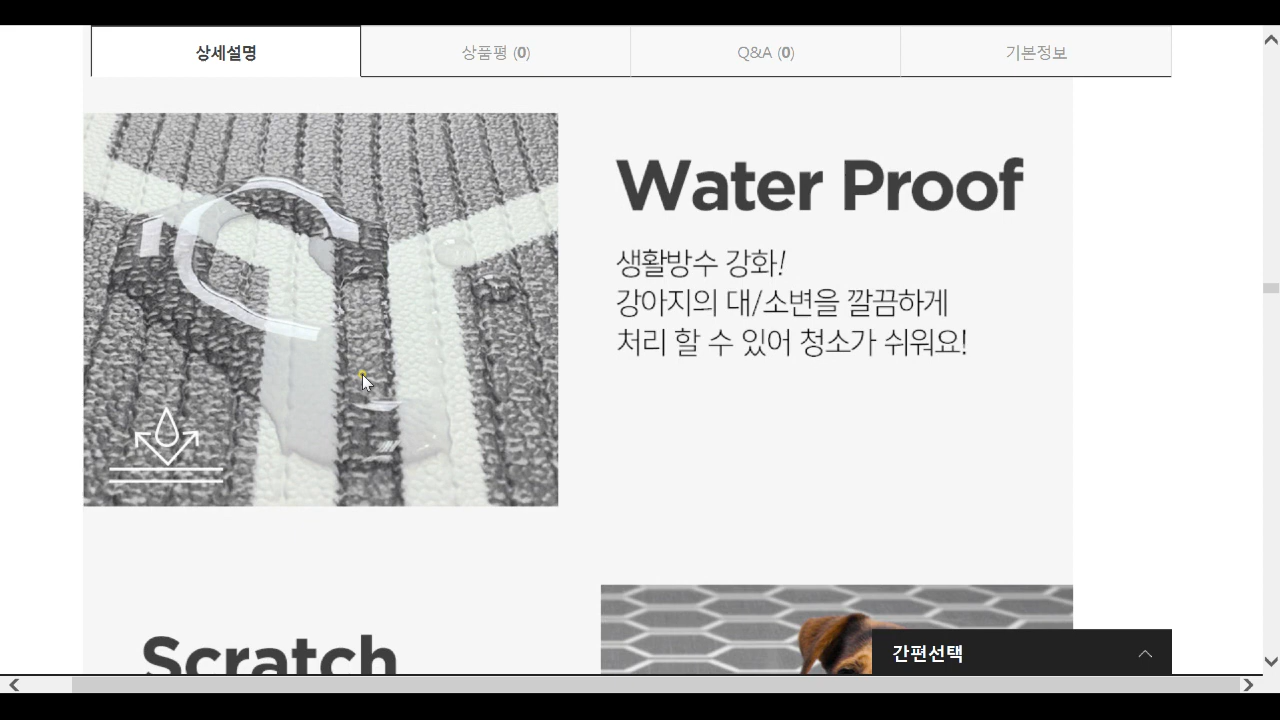 상세설명
상품평 (0)
Q&A (0)
기본정보
Water Proof
생활방수 강화!
강아지의 대/소변을 깔끔하게
처리 할 수 있어 청소가 쉬워요!
Scratch
간편선택